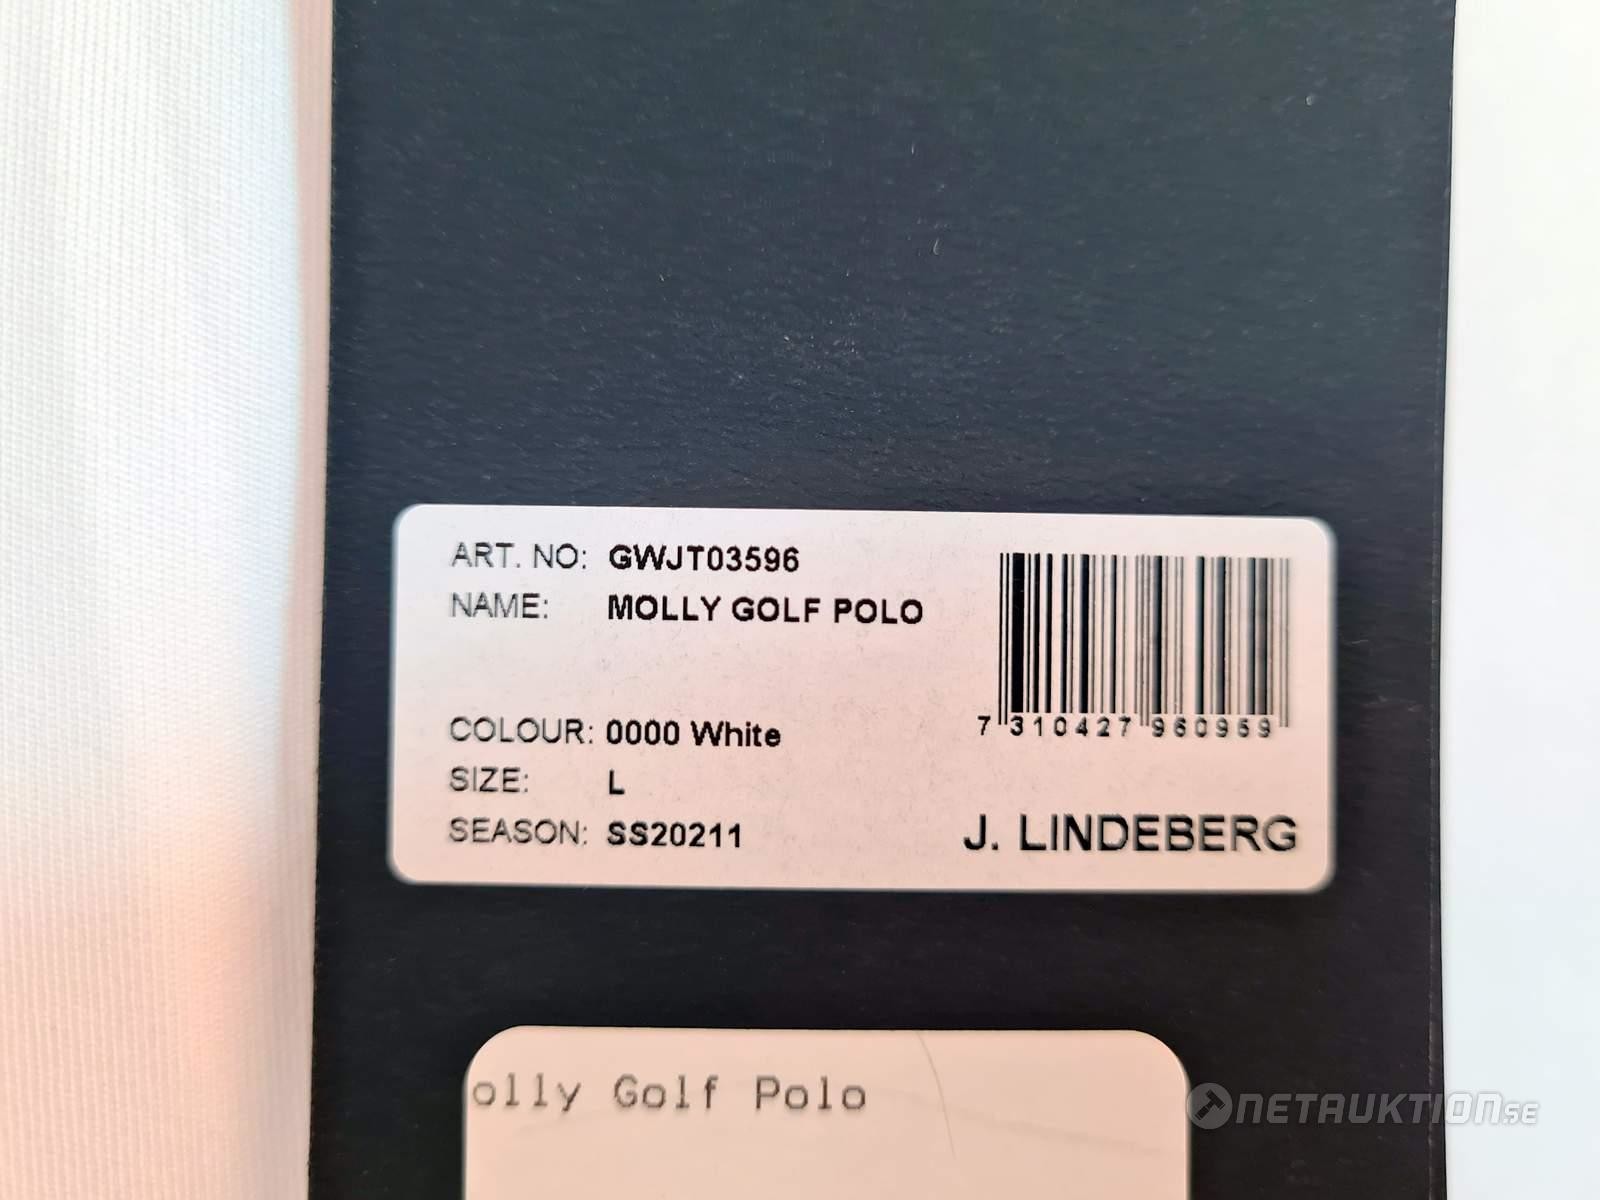 ART. NO: GWJT03596
NAME: MOLLY GOLF POLO
COLOUR: 0000 White
SIZE: L
SEASON: SS20211
7 310427 960959
J. LINDEBERG
olly Golf Polo
NETAUKTION.SE